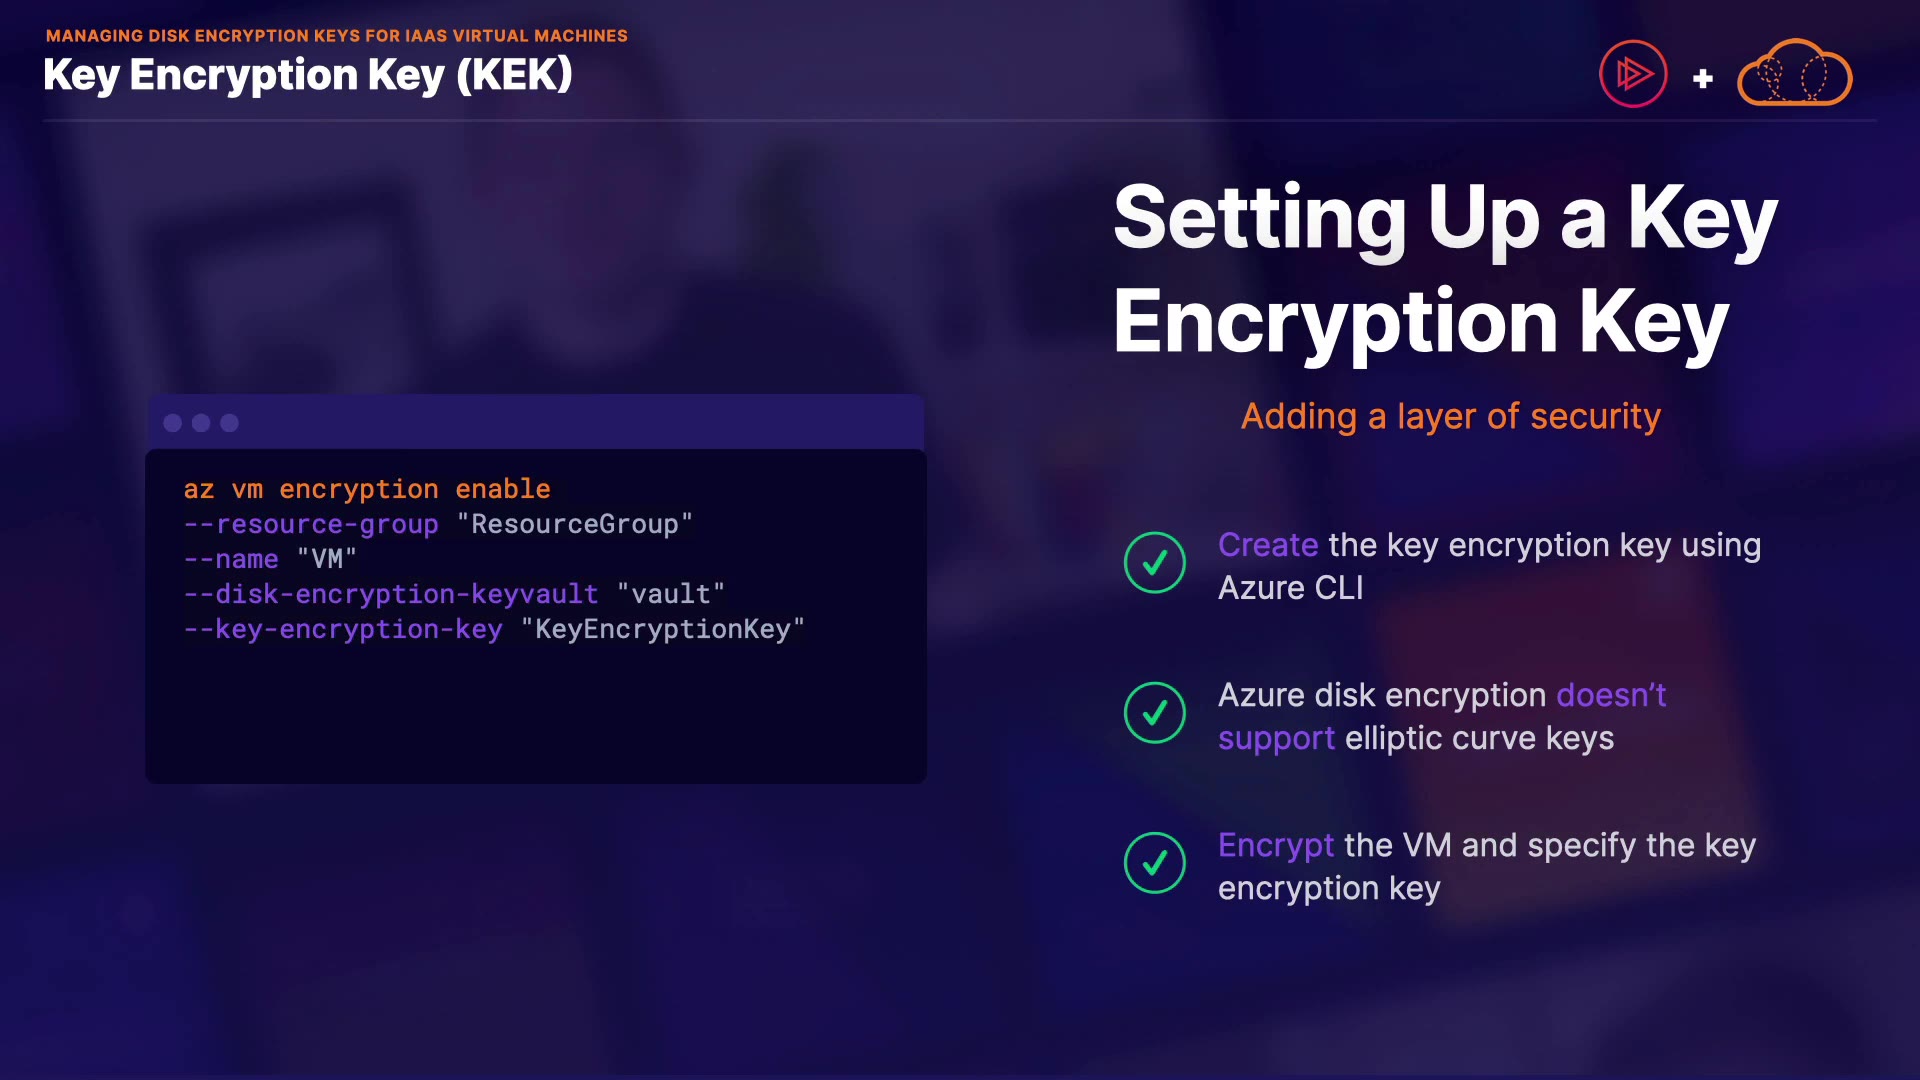 MANAGING DISK ENCRYPTION KEYS FOR IAAS VIRTUAL MACHINES
Key Encryption Key (KEK)
+
Setting Up a Key
Encryption Key
Adding a layer of security
az vm encryption enable
--resource-group "ResourceGroup"
--name "VM"
--disk-encryption-keyvault "vault"
--key-encryption-key "KeyEncryptionKey"
Create the key encryption key using
Azure CLI
Azure disk encryption doesn’t
support elliptic curve keys
Encrypt the VM and specify the key
encryption key